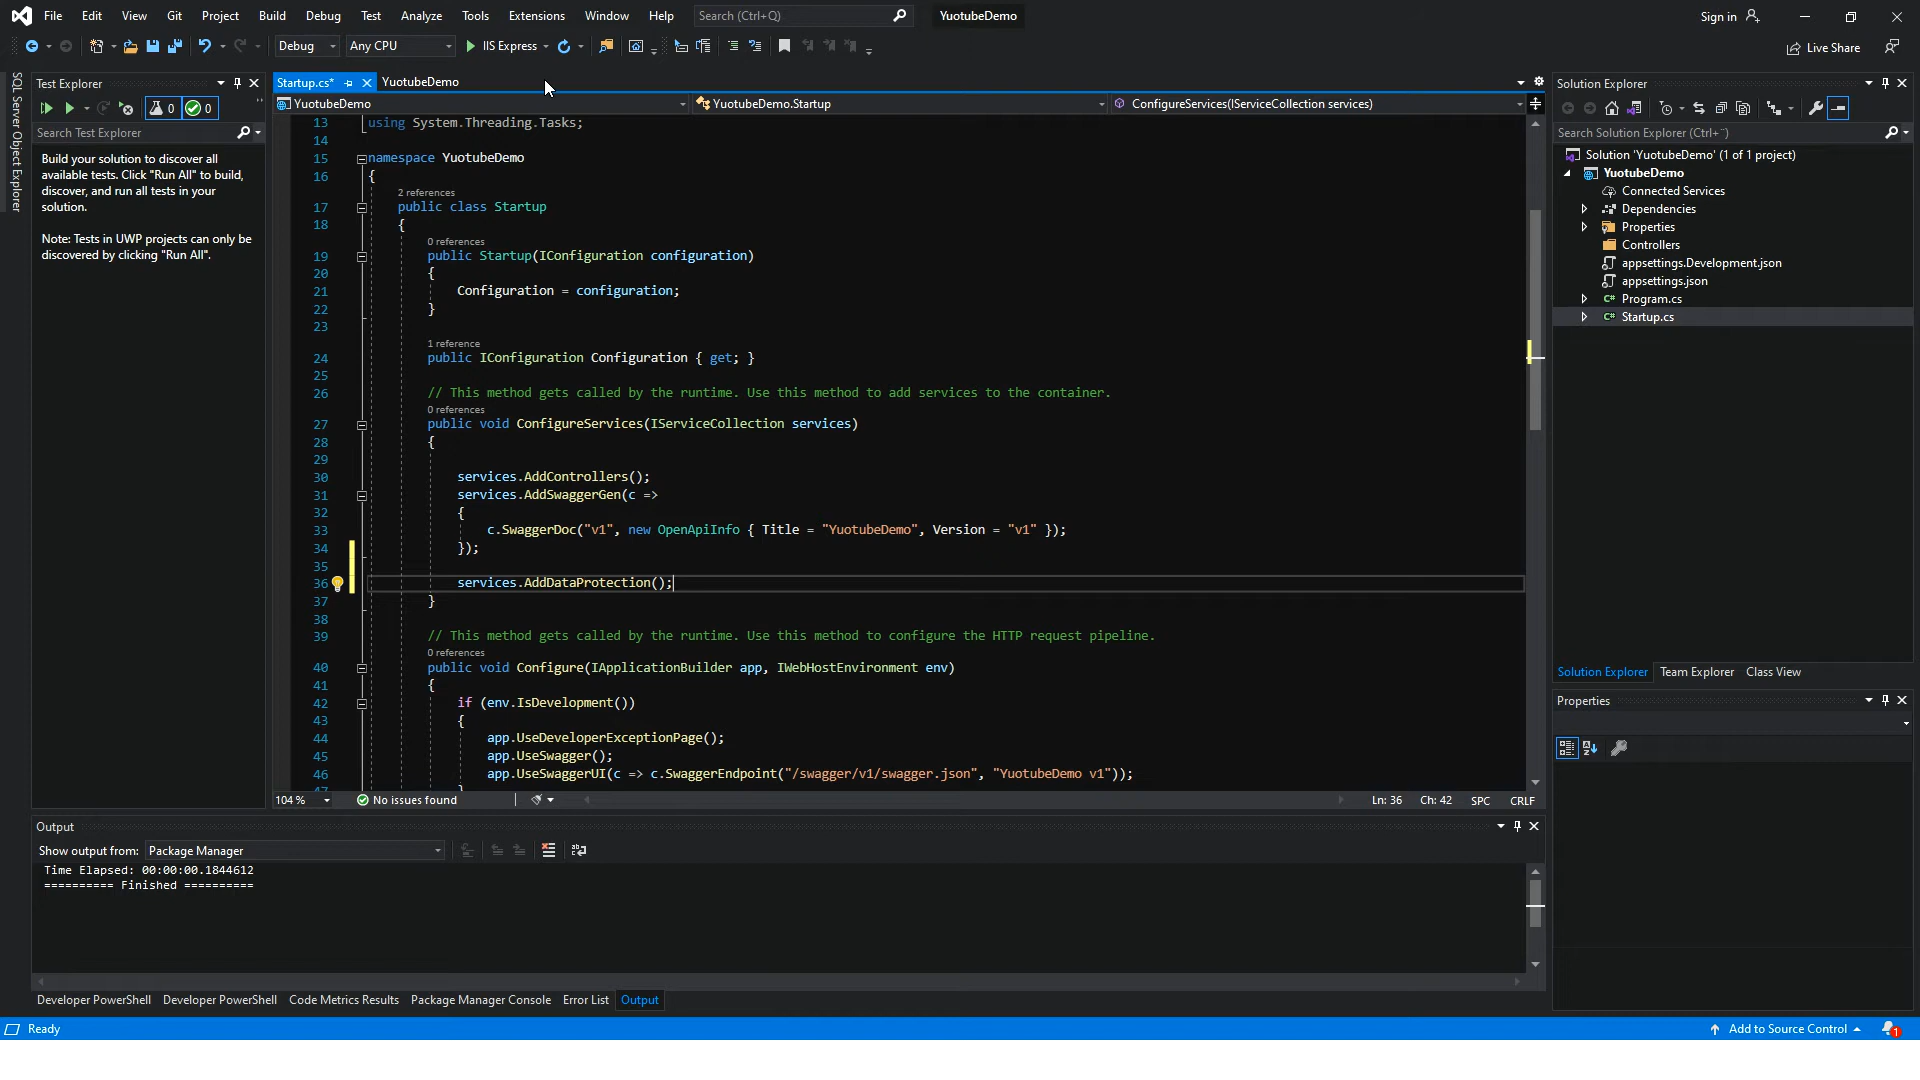 File Edit View Git Project Build Debug Test Analyze Tools Extensions Window Help Search (Ctrl+Q) YuotubeDemo Sign in
Debug Any CPU IIS Express Live Share
SQL Server Object Explorer
Test Explorer
0 0
Search Test Explorer
Build your solution to discover all
available tests. Click "Run All" to build,
discover, and run all tests in your
solution.
Note: Tests in UWP projects can only be
discovered by clicking "Run All".
Startup.cs* YuotubeDemo
YuotubeDemo YuotubeDemo.Startup ConfigureServices(IServiceCollection services)
13 using System.Threading.Tasks;
14
15 namespace YuotubeDemo
16 {
2 references
17 public class Startup
18 {
0 references
19 public Startup(IConfiguration configuration)
20 {
21 Configuration = configuration;
22 }
23
1 reference
24 public IConfiguration Configuration { get; }
25
26 // This method gets called by the runtime. Use this method to add services to the container.
0 references
27 public void ConfigureServices(IServiceCollection services)
28 {
29
30 services.AddControllers();
31 services.AddSwaggerGen(c =>
32 {
33 c.SwaggerDoc("v1", new OpenApiInfo { Title = "YuotubeDemo", Version = "v1" });
34 });
35
36 services.AddDataProtection();
37 }
38
39 // This method gets called by the runtime. Use this method to configure the HTTP request pipeline.
0 references
40 public void Configure(IApplicationBuilder app, IWebHostEnvironment env)
41 {
42 if (env.IsDevelopment())
43 {
44 app.UseDeveloperExceptionPage();
45 app.UseSwagger();
46 app.UseSwaggerUI(c => c.SwaggerEndpoint("/swagger/v1/swagger.json", "YuotubeDemo v1"));
47 }
104 % No issues found Ln: 36 Ch: 42 SPC CRLF
Output
Show output from: Package Manager
Time Elapsed: 00:00:00.1844612
========== Finished ==========
Developer PowerShell Developer PowerShell Code Metrics Results Package Manager Console Error List Output
Solution Explorer
Search Solution Explorer (Ctrl+¨)
Solution 'YuotubeDemo' (1 of 1 project)
YuotubeDemo
Connected Services
Dependencies
Properties
Controllers
appsettings.Development.json
appsettings.json
C# Program.cs
C# Startup.cs
Solution Explorer Team Explorer Class View
Properties
Ready Add to Source Control 1